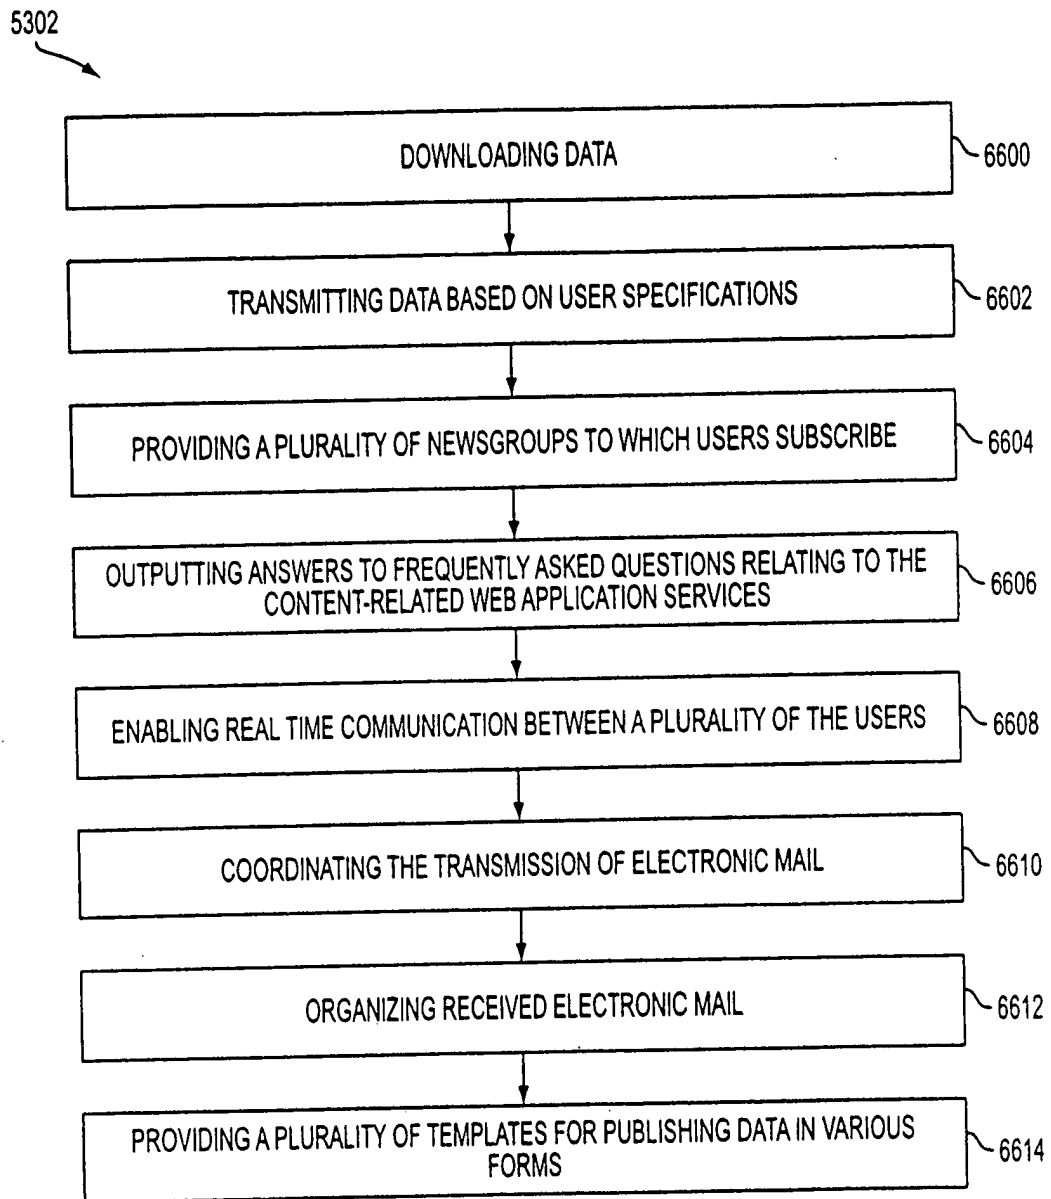 5302
DOWNLOADING DATA
6600
TRANSMITTING DATA BASED ON USER SPECIFICATIONS
6602
PROVIDING A PLURALITY OF NEWSGROUPS TO WHICH USERS SUBSCRIBE
6604
OUTPUTTING ANSWERS TO FREQUENTLY ASKED QUESTIONS RELATING TO THE
CONTENT-RELATED WEB APPLICATION SERVICES
6606
ENABLING REAL TIME COMMUNICATION BETWEEN A PLURALITY OF THE USERS
6608
COORDINATING THE TRANSMISSION OF ELECTRONIC MAIL
6610
ORGANIZING RECEIVED ELECTRONIC MAIL
6612
PROVIDING A PLURALITY OF TEMPLATES FOR PUBLISHING DATA IN VARIOUS
FORMS
6614